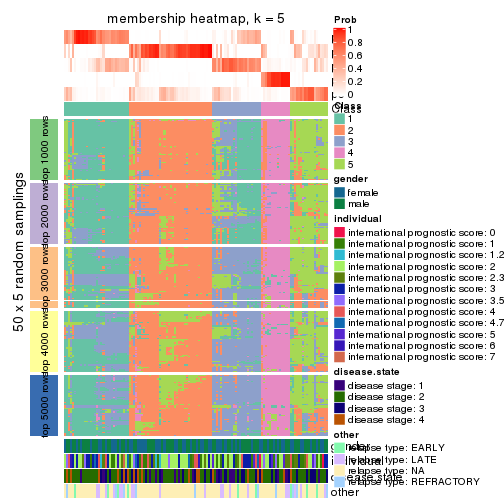 membership heatmap, k = 5
Prob
1
0.8
0.6
0.4
0.2
0
Class
Class
1
2
3
4
5
gender
female
male
individual
international prognostic score: 0
international prognostic score: 1
international prognostic score: 1.2
international prognostic score: 2
international prognostic score: 2.3
international prognostic score: 3
international prognostic score: 3.5
international prognostic score: 4
international prognostic score: 4.7
international prognostic score: 5
international prognostic score: 6
international prognostic score: 7
disease.state
disease stage: 1
disease stage: 2
disease stage: 3
disease stage: 4
other
relapse type: EARLY
relapse type: LATE
relapse type: NA
relapse type: REFRACTORY
gender
individual
disease.state
other
50 x 5 random samplings
top 1000 rows
top 2000 rows
top 3000 rows
top 4000 rows
top 5000 rows